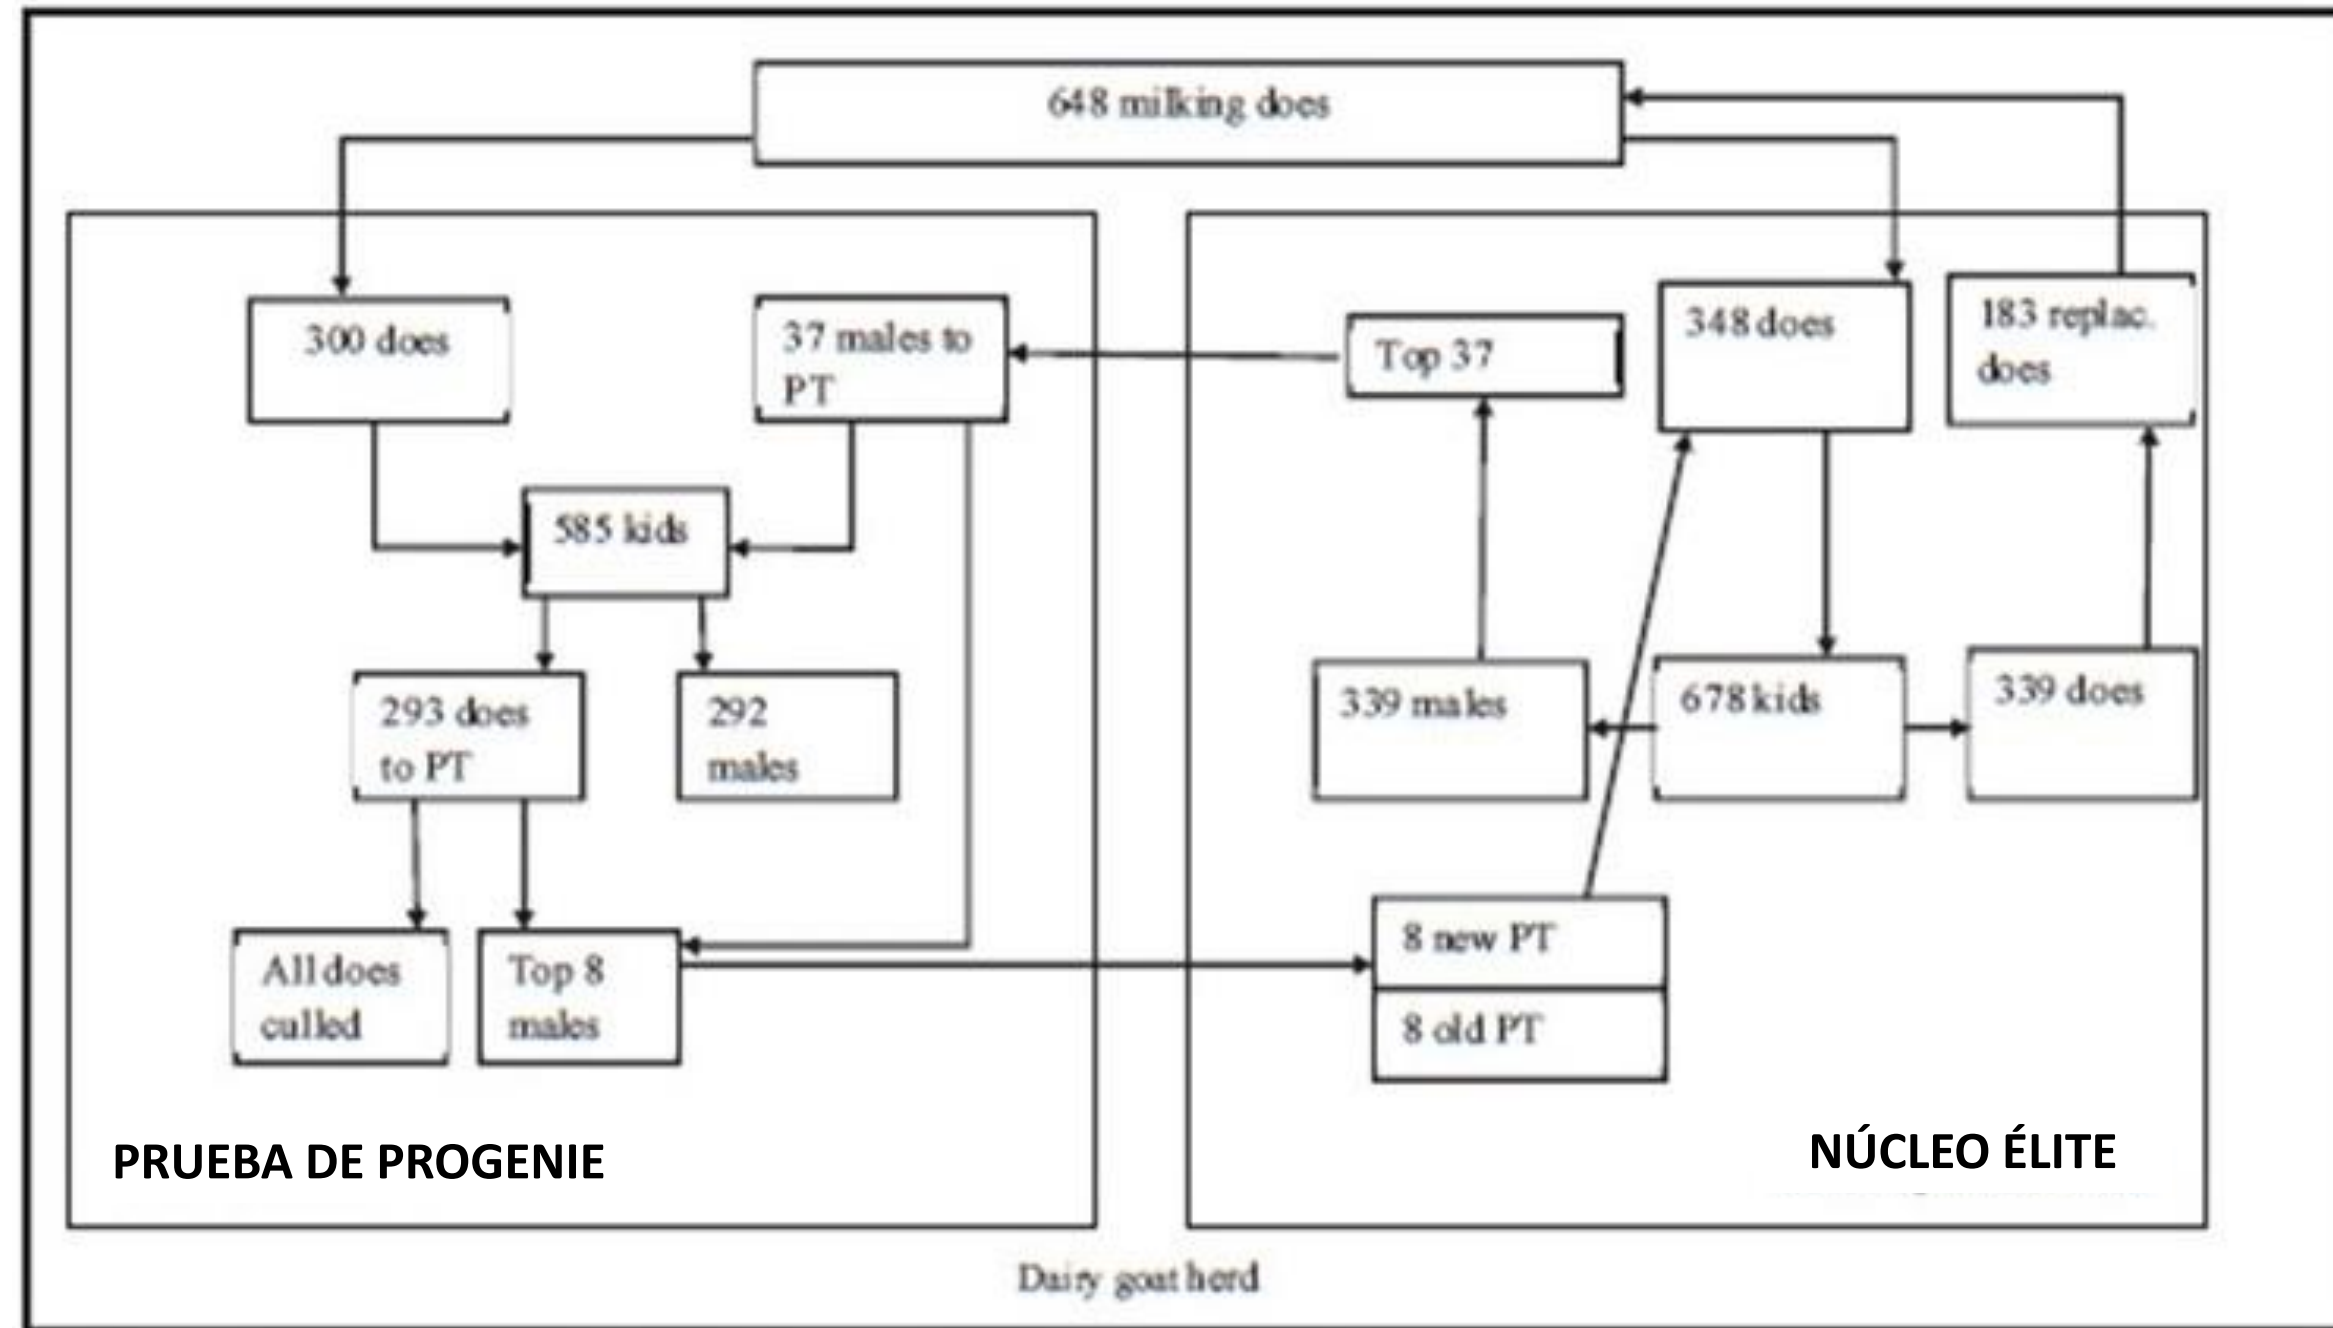 648 milking does
300 does
37 males to
PT
585 kids
293 does
to PT
292
males
All does
culled
Top 8
males
PRUEBA DE PROGENIE
Top 37
348 does
183 replac.
does
339 males
678 kids
339 does
8 new PT
8 old PT
NÚCLEO ÉLITE
Dairy goat herd